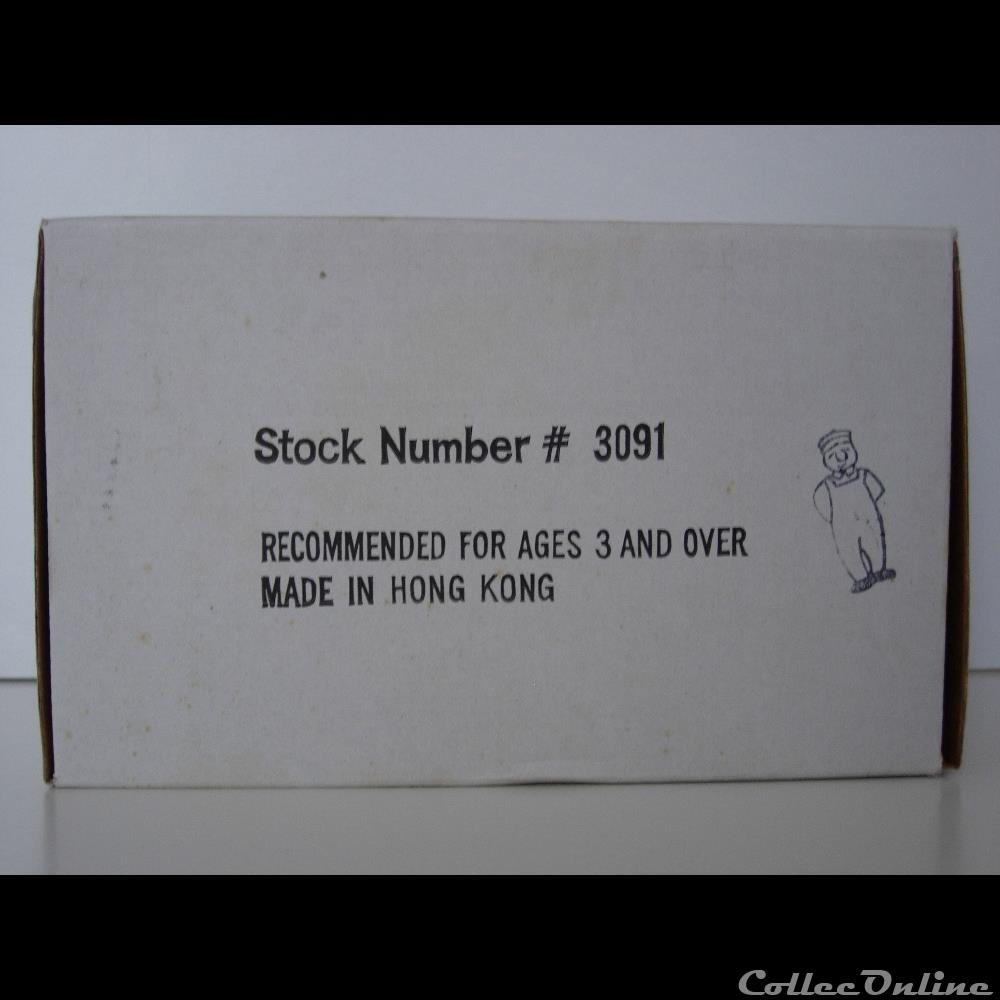 Stock Number # 3091
RECOMMENDED FOR AGES 3 AND OVER
MADE IN HONG KONG
CollecOnline